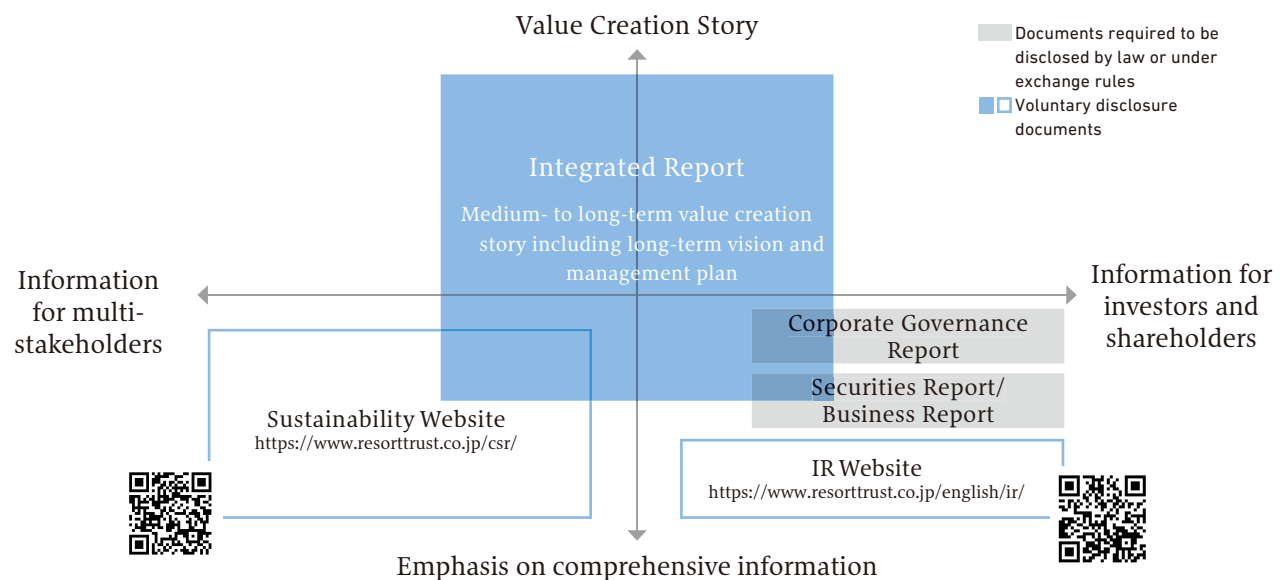 Value Creation Story
Documents required to be
disclosed by law or under
exchange rules
Voluntary disclosure
documents
Integrated Report
Medium- to long-term value creation
story including long-term vision and
management plan
Information
for multi-
stakeholders
Information for
investors and
shareholders
Corporate Governance
Report
Securities Report/
Business Report
Sustainability Website
https://www.resorttrust.co.jp/csr/
IR Website
https://www.resorttrust.co.jp/english/ir/
Emphasis on comprehensive information